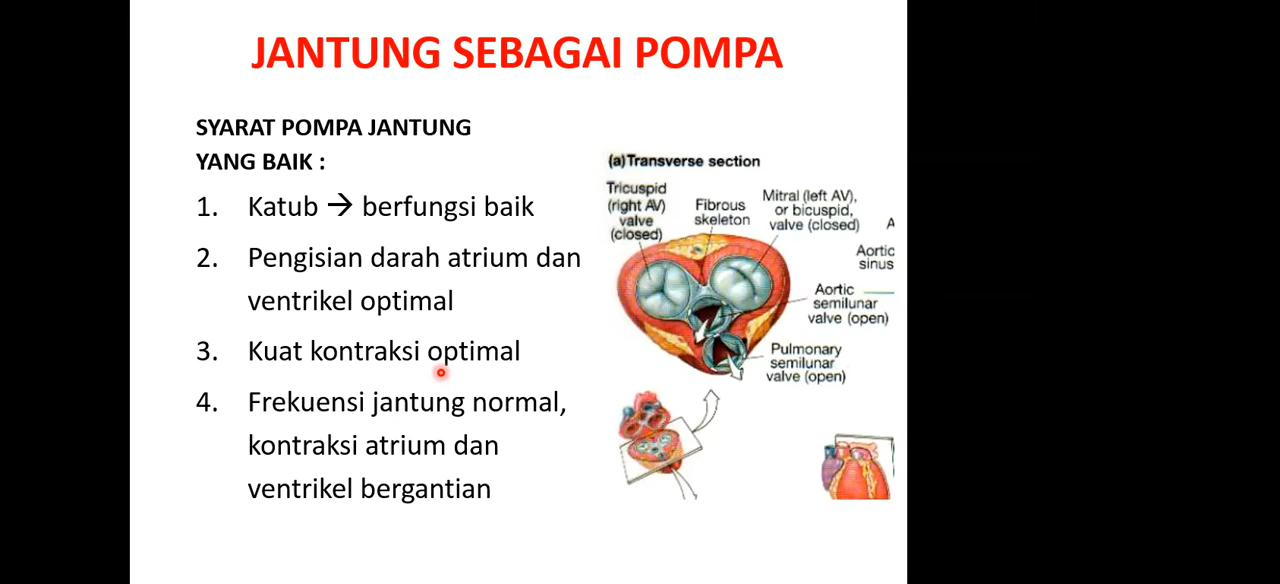 JANTUNG SEBAGAI POMPA
SYARAT POMPA JANTUNG
YANG BAIK :
1. Katub → berfungsi baik
2. Pengisian darah atrium dan
ventrikel optimal
3. Kuat kontraksi optimal
4. Frekuensi jantung normal,
kontraksi atrium dan
ventrikel bergantian
(a)Transverse section
Tricuspid
(right AV)
valve
(closed)
Fibrous
skeleton
Mitral (left AV),
or bicuspid,
valve (closed)
A
Aortic
sinus
Aortic
semilunar
valve (open)
Pulmonary
semilunar
valve (open)